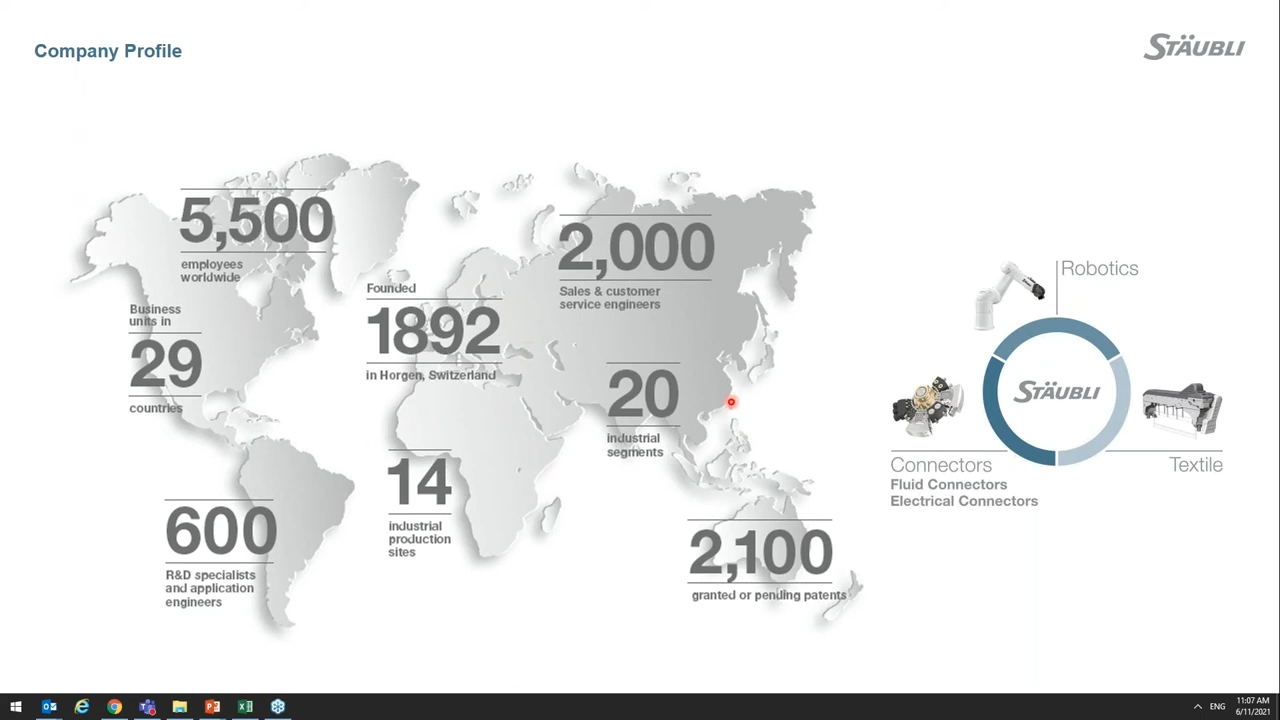 Company Profile
STÄUBLI
5,500
employees
worldwide
Business
units in
29
countries
Founded
1892
in Horgen, Switzerland
2,000
Sales & customer
service engineers
20
industrial
segments
14
industrial
production
sites
600
R&D specialists
and application
engineers
2,100
granted or pending patents
Robotics
STÄUBLI
Connectors
Fluid Connectors
Electrical Connectors
Textile
ENG
11:07 AM
6/11/2021